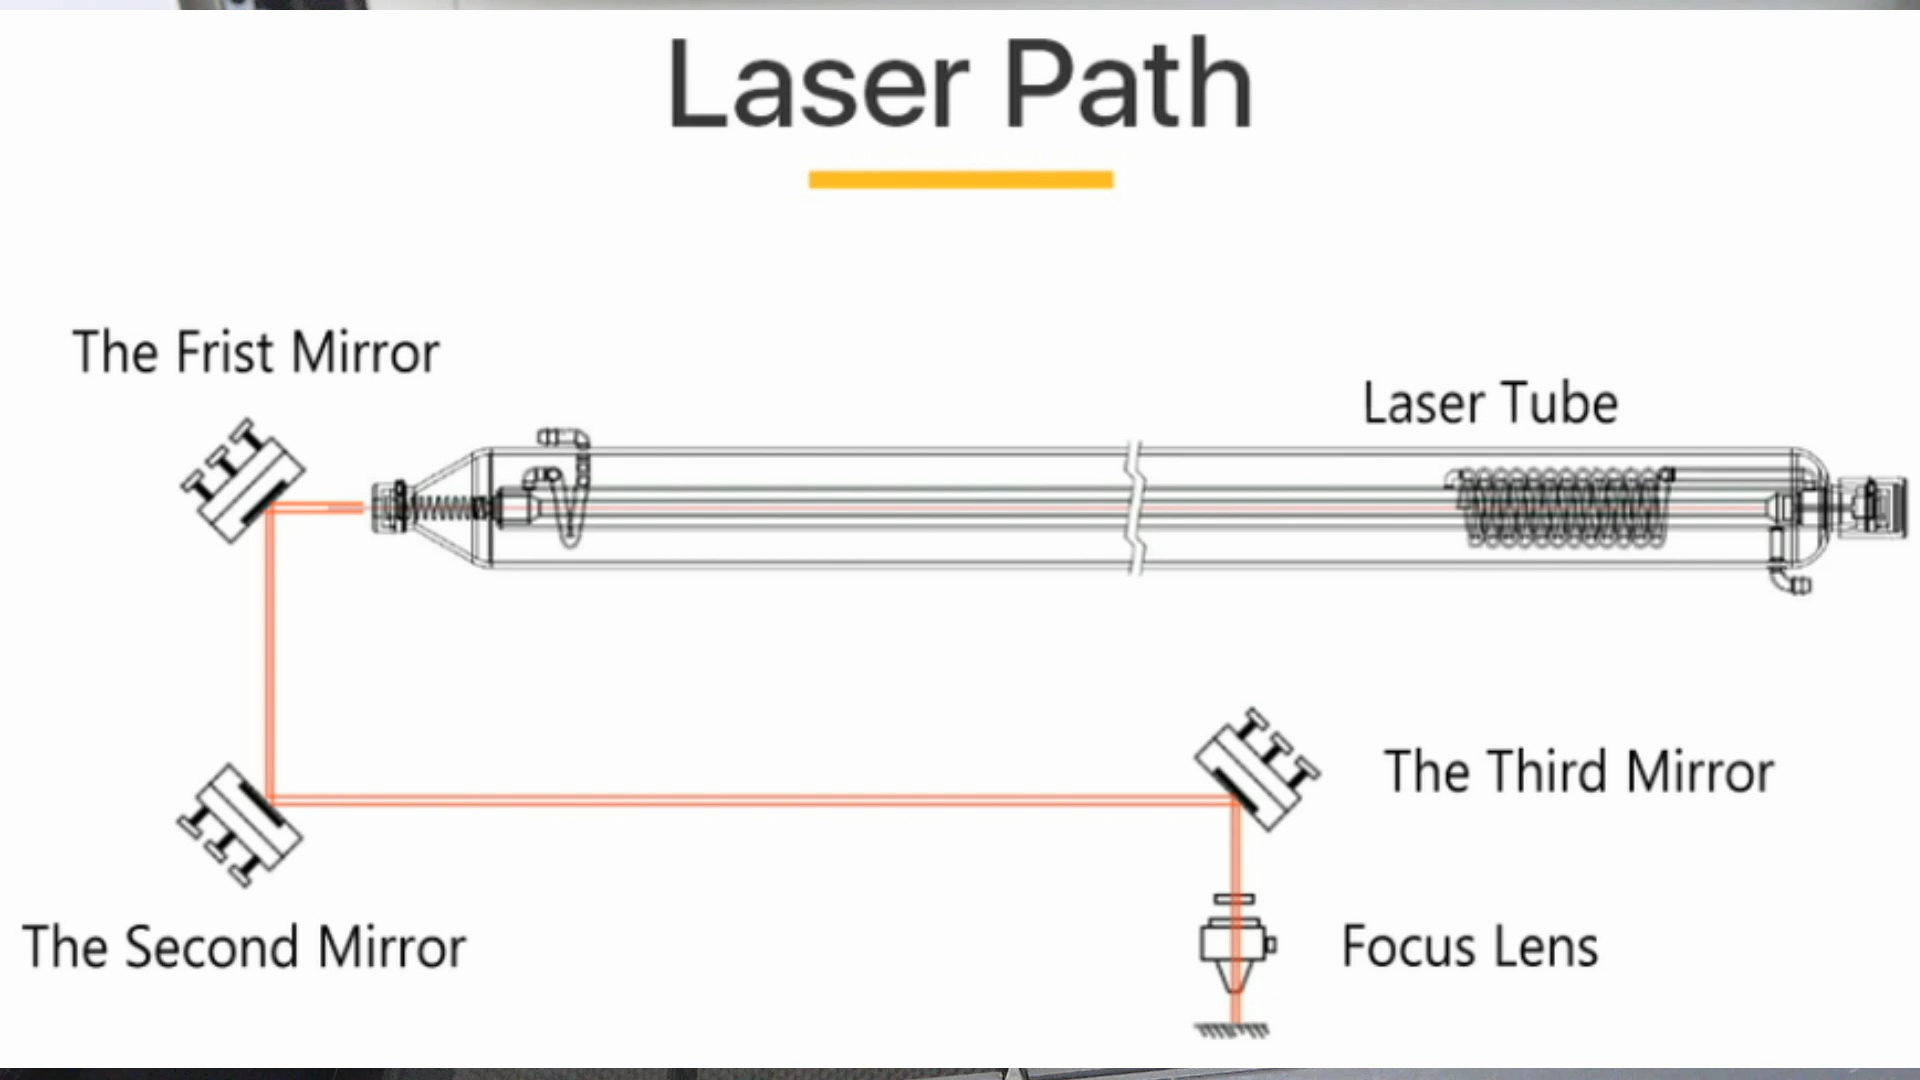 Laser Path
The Frist Mirror
Laser Tube
The Third Mirror
The Second Mirror
Focus Lens